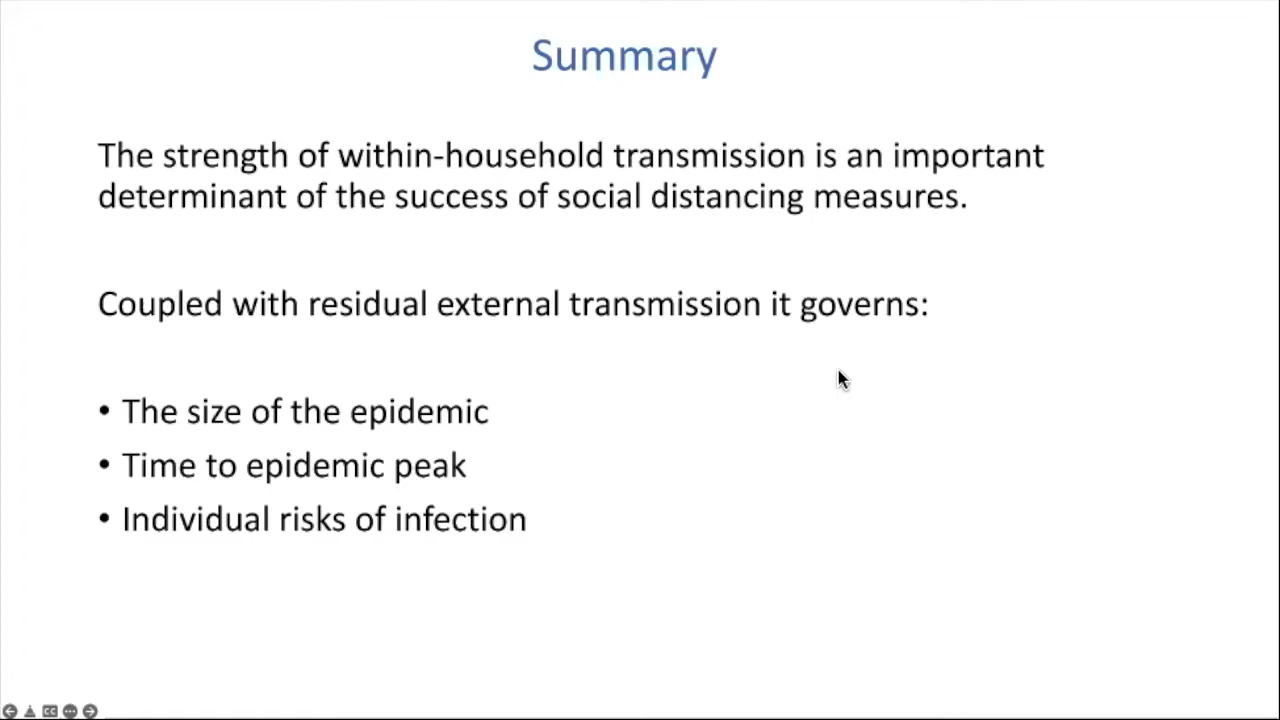 Summary
The strength of within-household transmission is an important
determinant of the success of social distancing measures.
Coupled with residual external transmission it governs:
• The size of the epidemic
• Time to epidemic peak
• Individual risks of infection
CC